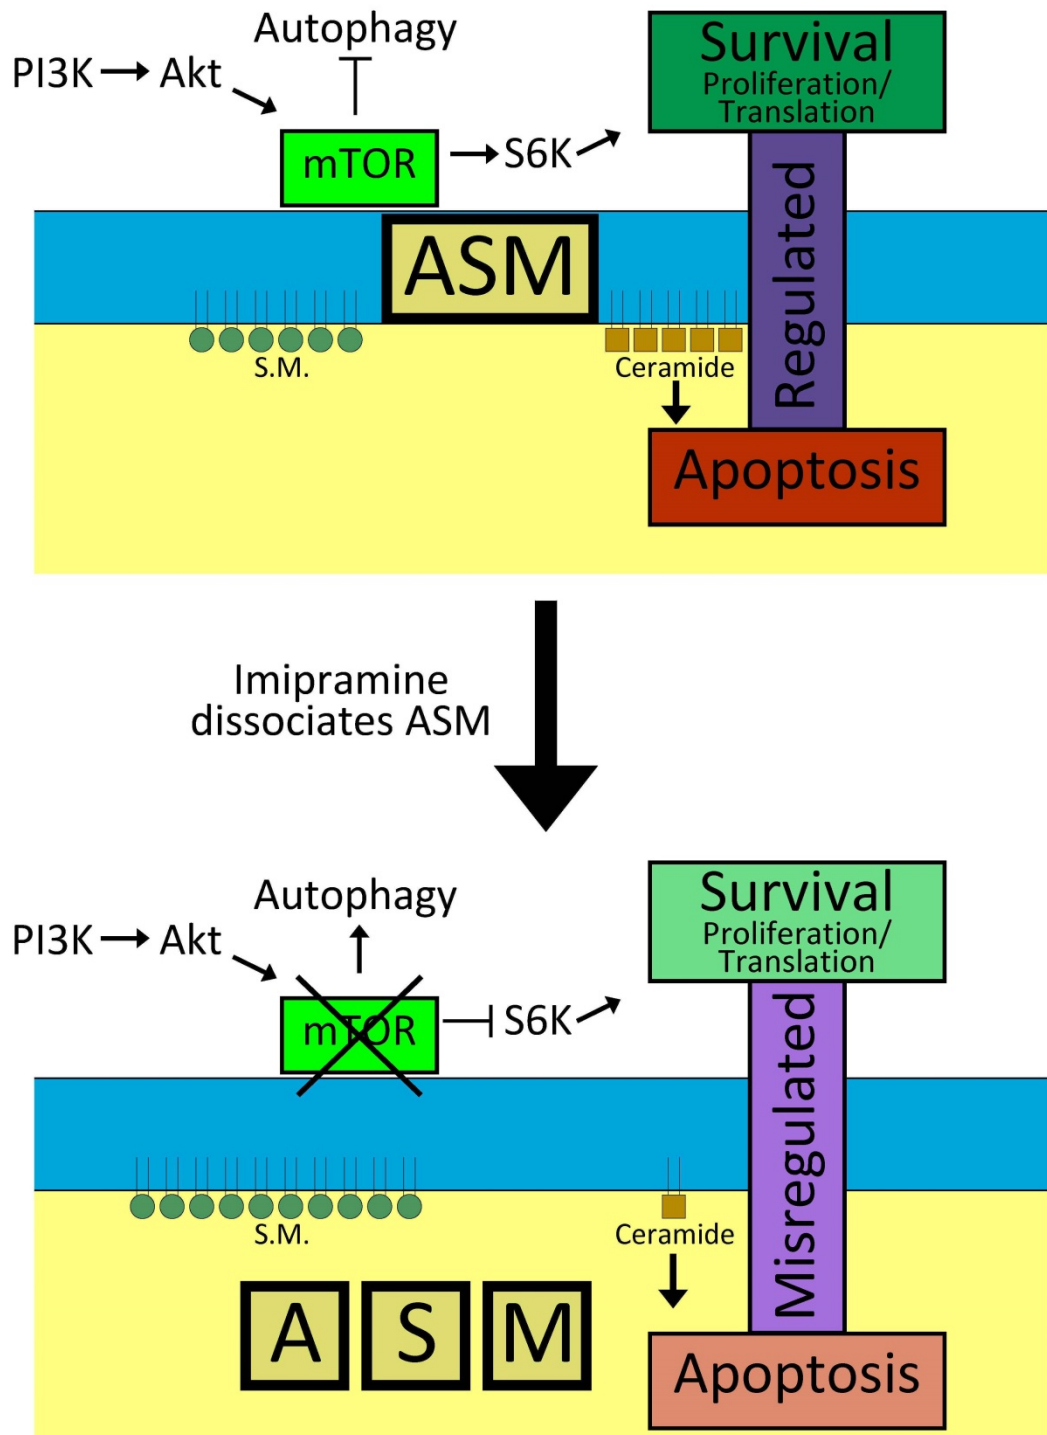 Autophagy
PI3K
Akt
mTOR
S6K
Survival
Proliferation/
Translation
Regulated
ASM
S.M.
Ceramide
Apoptosis
Imipramine
dissociates ASM
Autophagy
PI3K
Akt
mTOR
S6K
Survival
Proliferation/
Translation
Misregulated
S.M.
Ceramide
A S M
Apoptosis